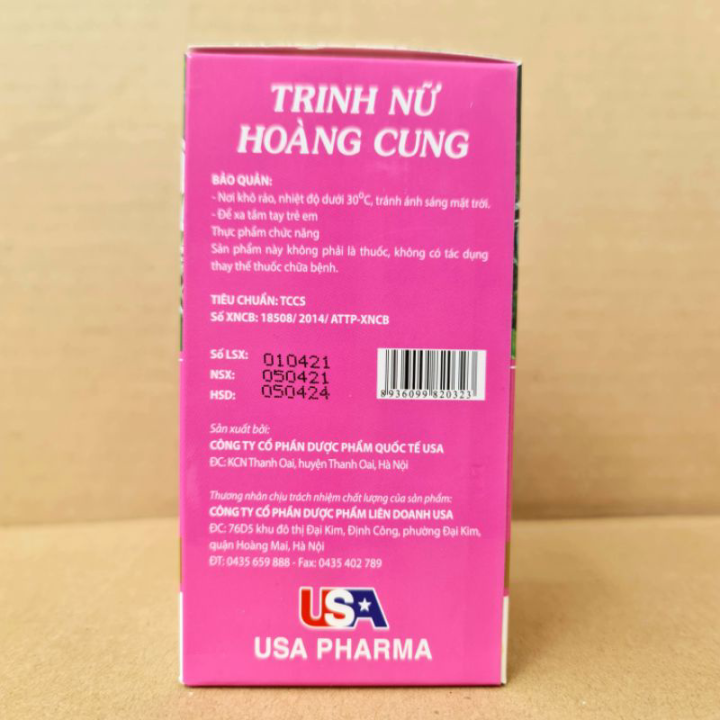 TRINH NỮ
HOÀNG CUNG
BẢO QUẢN:
- Nơi khô ráo, nhiệt độ dưới 30°C, tránh ánh sáng mặt trời.
- Để xa tầm tay trẻ em
Thực phẩm chức năng
Sản phẩm này không phải là thuốc, không có tác dụng
thay thế thuốc chữa bệnh.
TIÊU CHUẨN: TCCS
Số XNCB: 18508/ 2014/ ATTP-XNCB
Số LSX: 010421
NSX: 050421
HSD: 050424
8 936099 820323
Sản xuất bởi:
CÔNG TY CỔ PHẦN DƯỢC PHẨM QUỐC TẾ USA
ĐC: KCN Thanh Oai, huyện Thanh Oai, Hà Nội
Thương nhân chịu trách nhiệm chất lượng của sản phẩm:
CÔNG TY CỔ PHẦN DƯỢC PHẨM LIÊN DOANH USA
ĐC: 76D5 khu đô thị Đại Kim, Định Công, phường Đại Kim,
quận Hoàng Mai, Hà Nội
ĐT: 0435 659 888 - Fax: 0435 402 789
USA
USA PHARMA